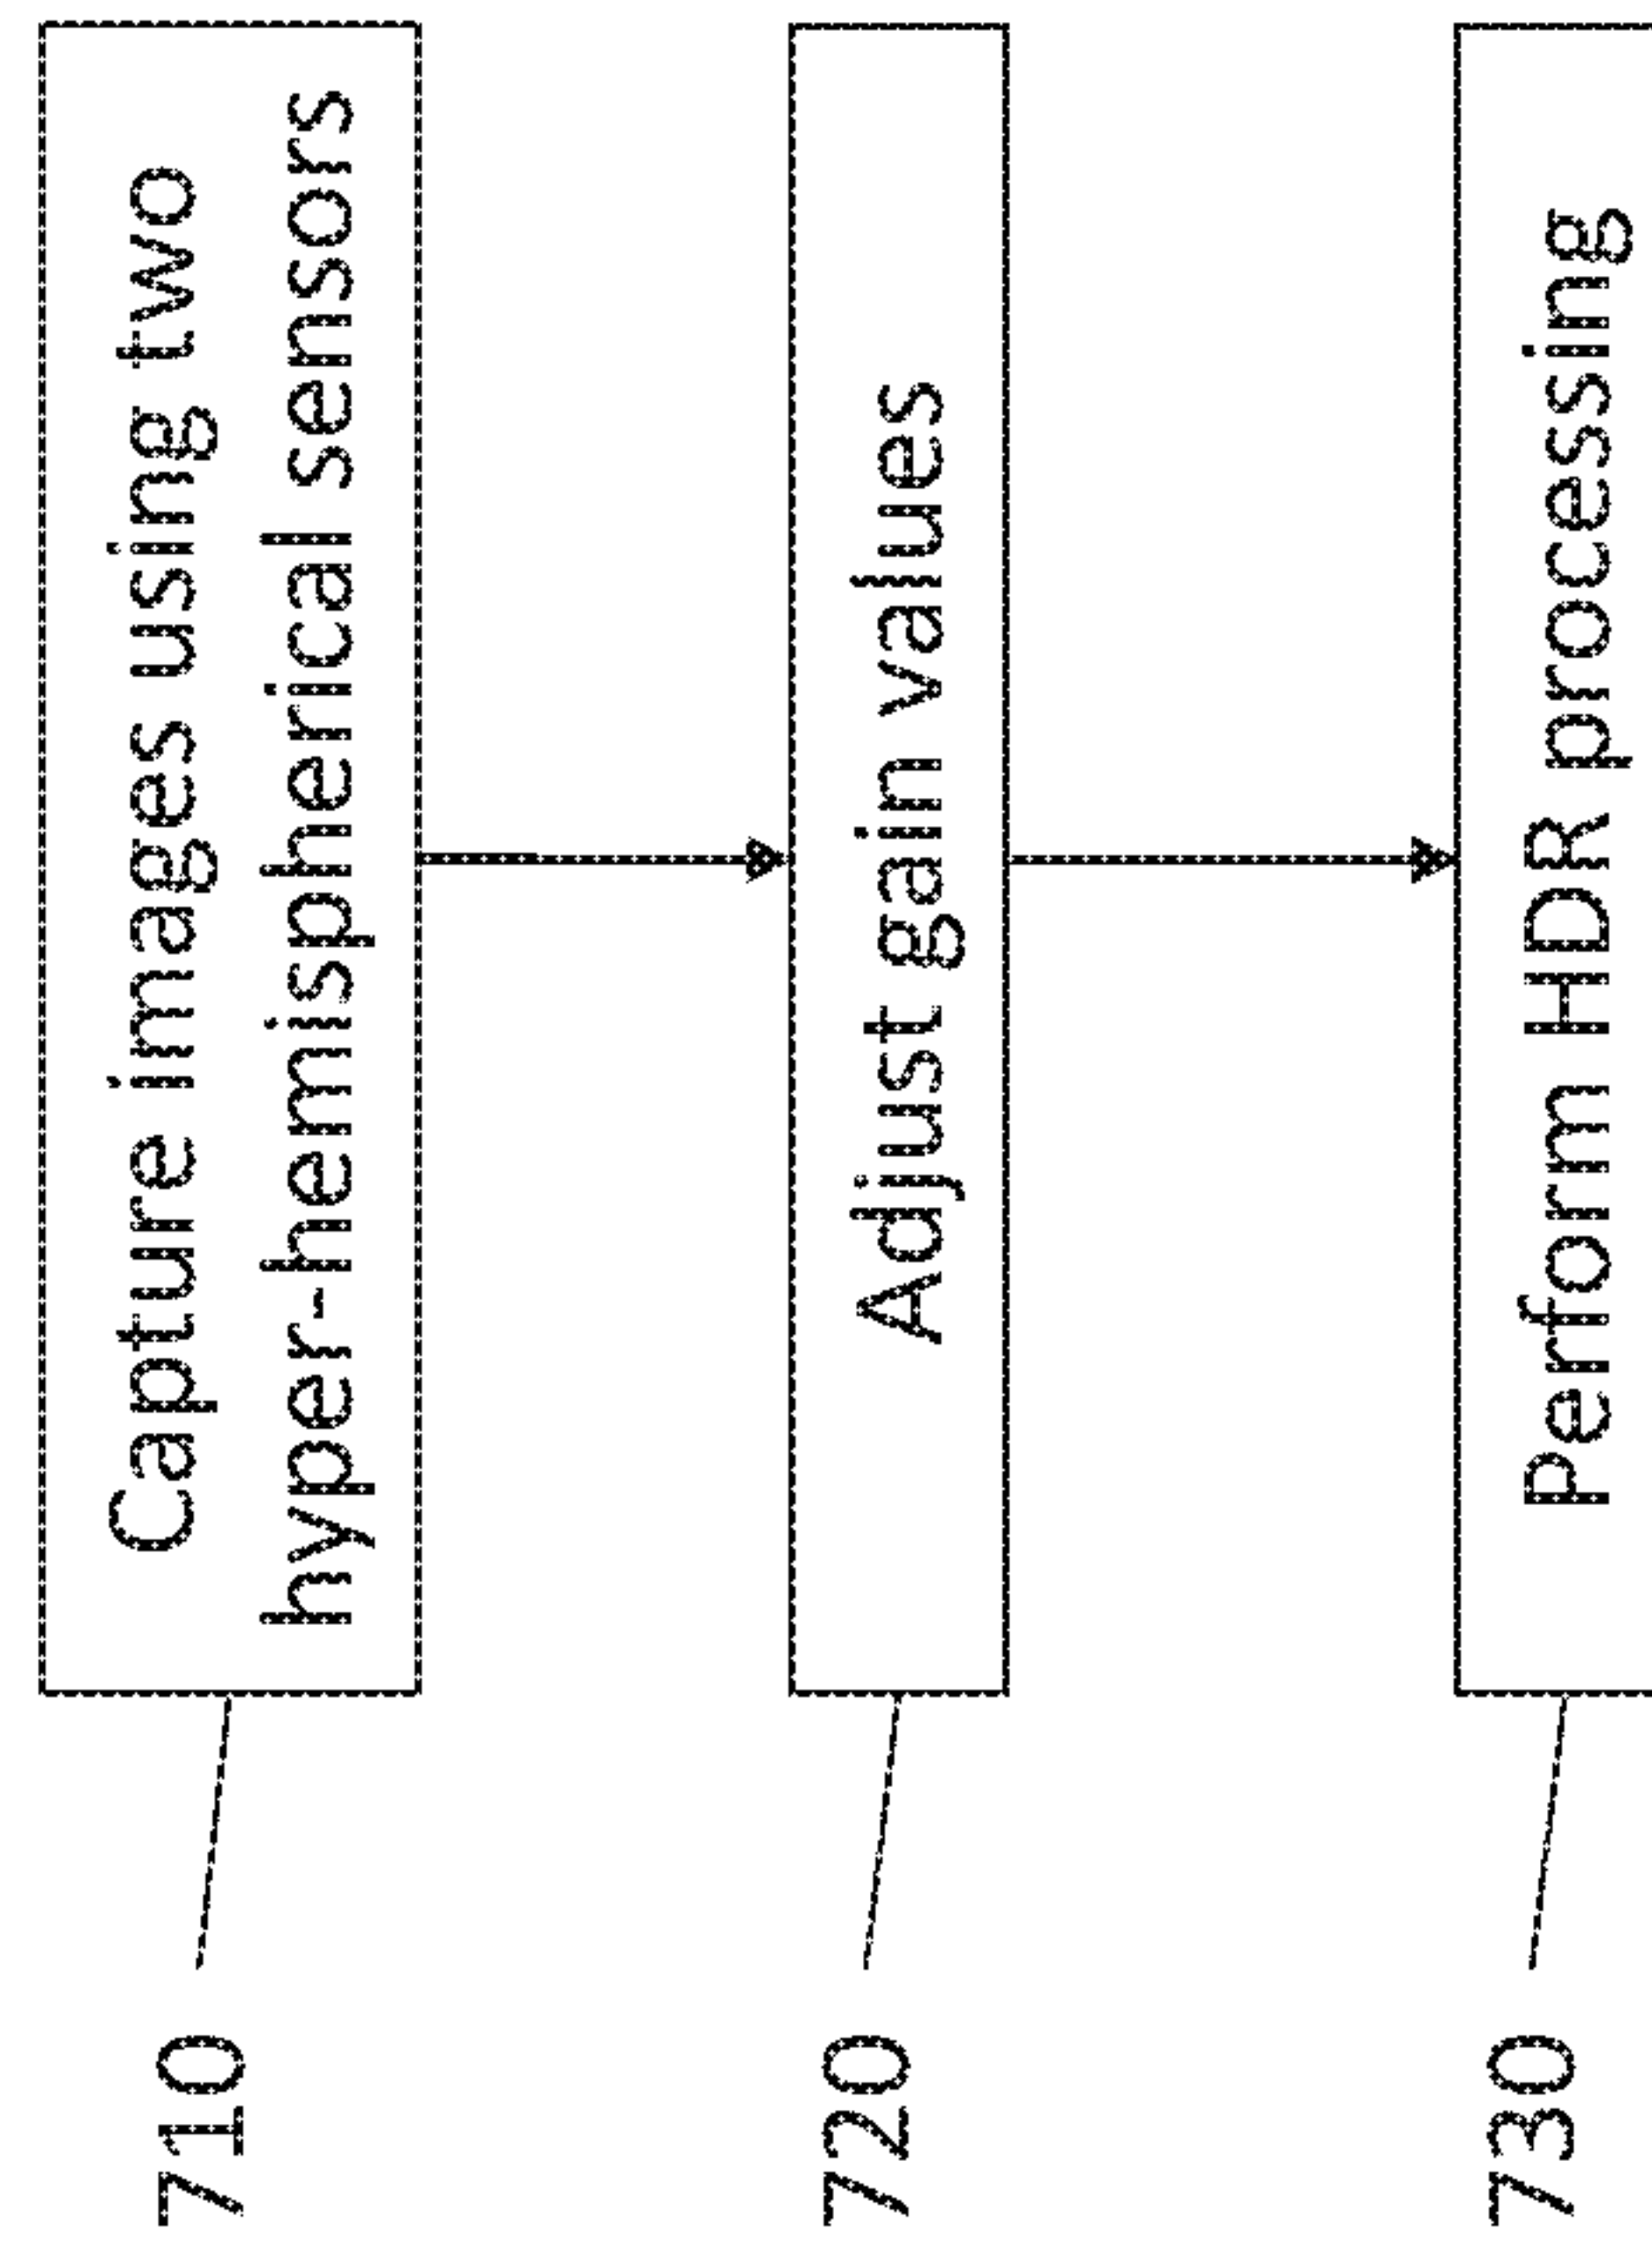 710
Capture images using two
hyper-hemispherical sensors
720
Adjust gain values
730
Perform HDR processing